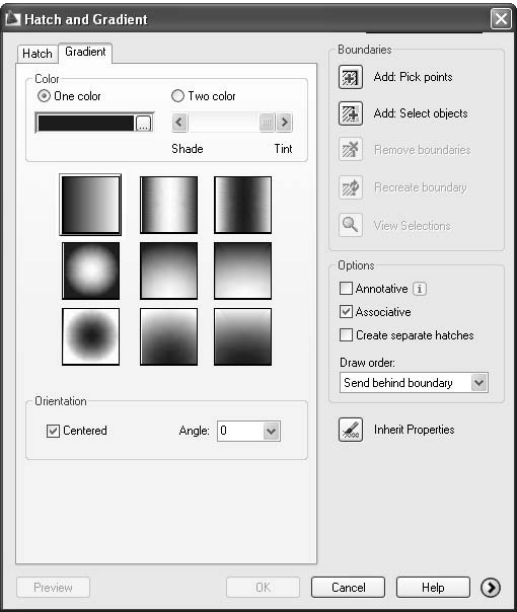 Hatch and Gradient
Hatch
Gradient
Color
One color
Two color
...
Shade
Tint
Orientation
Centered
Angle:
0
Boundaries
Add: Pick points
Add: Select objects
Remove boundaries
Recreate boundary
View Selections
Options
Annotative
i
Associative
Create separate hatches
Draw order:
Send behind boundary
Inherit Properties
Preview
OK
Cancel
Help